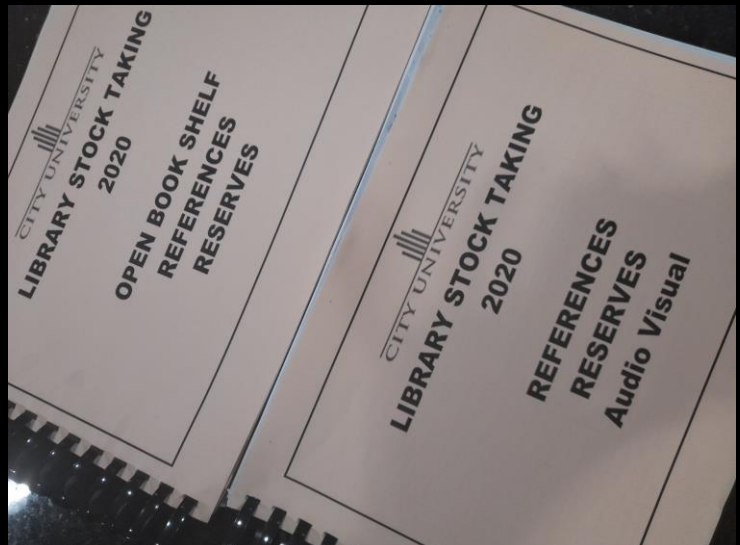 CITY UNIVERSITY
LIBRARY STOCK TAKING
2020
OPEN BOOK SHELF
REFERENCES
RESERVES
CITY UNIVERSITY
LIBRARY STOCK TAKING
2020
REFERENCES
RESERVES
Audio Visual